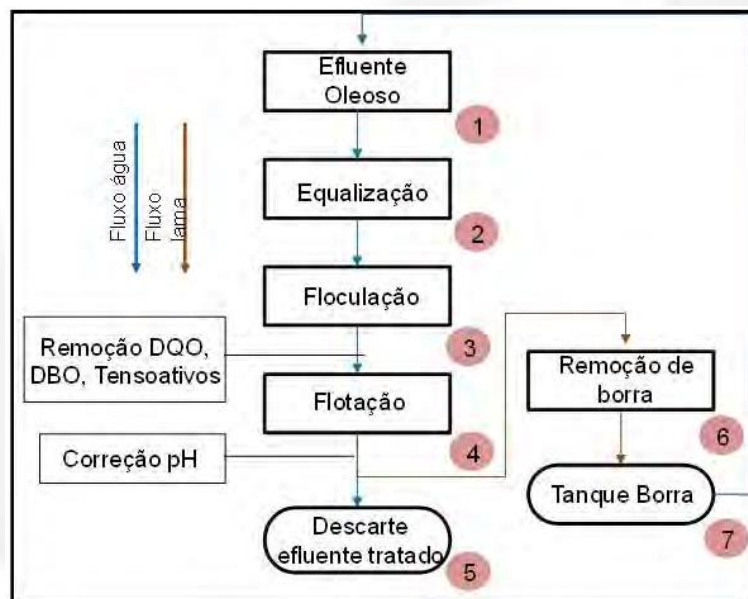 Efluente
Oleoso
1
Equalização
2
Fluxo água
Fluxo
lama
Floculação
3
Remoção DQO,
DBO, Tensoativos
Flotação
4
Correção pH
Descarte
efluente tratado
5
Remoção de
borra
6
Tanque Borra
7